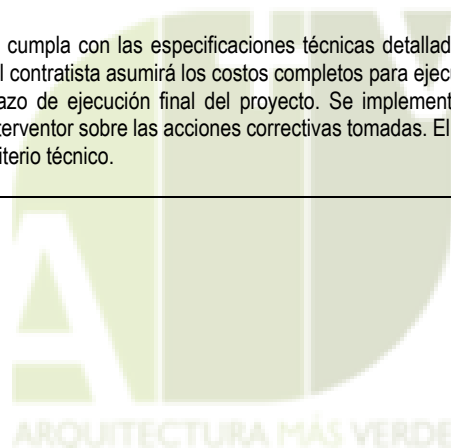 cumpla con las especificaciones técnicas detallad
l contratista asumirá los costos completos para ejecu
azo de ejecución final del proyecto. Se implement
terventor sobre las acciones correctivas tomadas. El
iterio técnico.
A
ARQUITECTURA MÁS VERDE